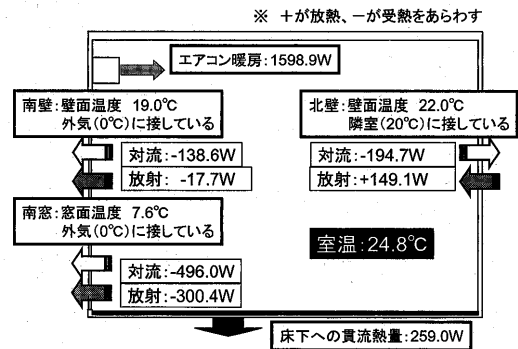 ※ ＋が放熱、－が受熱をあらわす
エアコン暖房：1598.9W
南壁：壁面温度 19.0℃
外気（0℃）に接している
対流：-138.6W
放射： -17.7W
北壁：壁面温度 22.0℃
隣室（20℃）に接している
対流：-194.7W
放射：+149.1W
南窓：窓面温度 7.6℃
外気（0℃）に接している
対流：-496.0W
放射：-300.4W
室温：24.8℃
床下への貫流熱量：259.0W